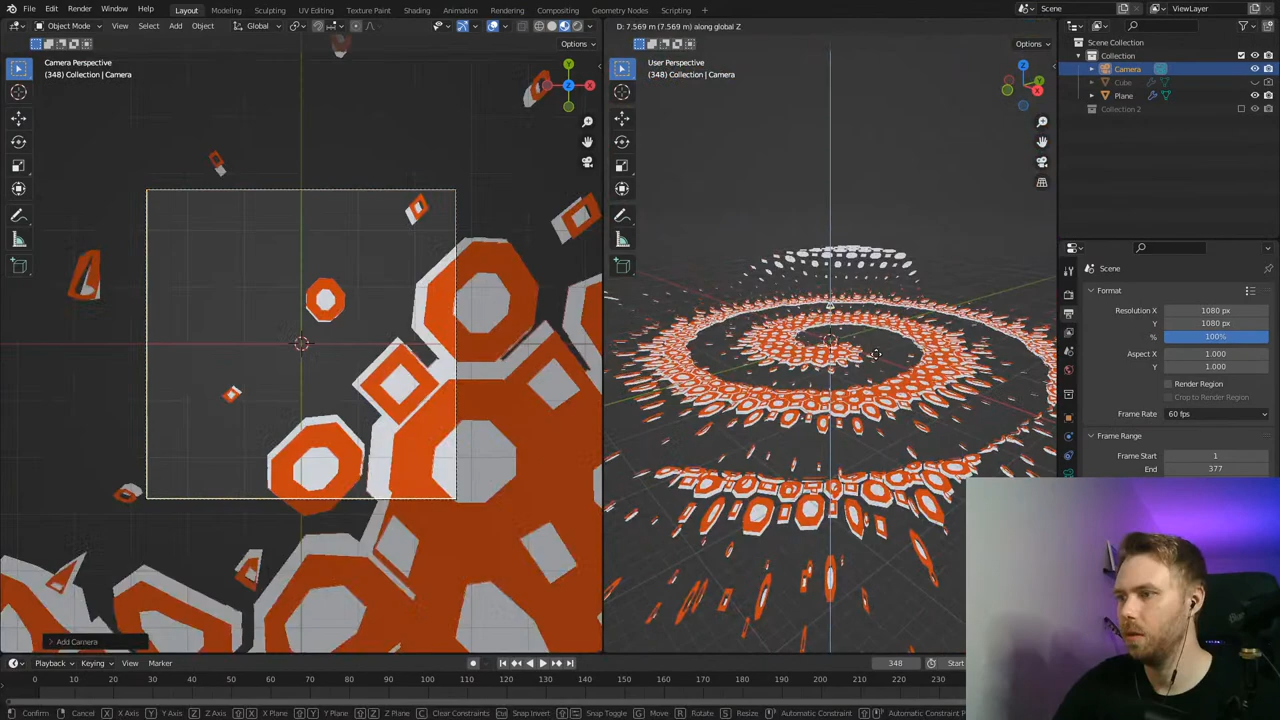 File Edit Render Window Help Layout Modeling Sculpting UV Editing Texture Paint Shading Animation Rendering Compositing Geometry Nodes Scripting Scene ViewLayer
Object Mode View Select Add Object Global
D: 7.569 m (7.569 m) along global Z
Options
Options
Camera Perspective
(348) Collection | Camera
User Perspective
(348) Collection | Camera
Scene Collection
Collection
Camera
Cube
Plane
Collection 2
Scene
Format
Resolution X 1080 px
Y 1080 px
% 100%
Aspect X 1.000
Y 1.000
Render Region
Crop to Render Region
Frame Rate 60 fps
Frame Range
Frame Start 1
End 377
Add Camera
Playback Keying View Marker
348 Start
0 10 20 30 40 50 60 70 80 90 100 110 120 130 140 150 160 170 180 190 200 210 220 230
Confirm Cancel X X Axis Y Y Axis Z Z Axis X X Plane Y Y Plane Z Z Plane C Clear Constraints Snap Invert Snap Toggle G Move R Rotate S Resize Automatic Constraint Automatic Constraint Plane